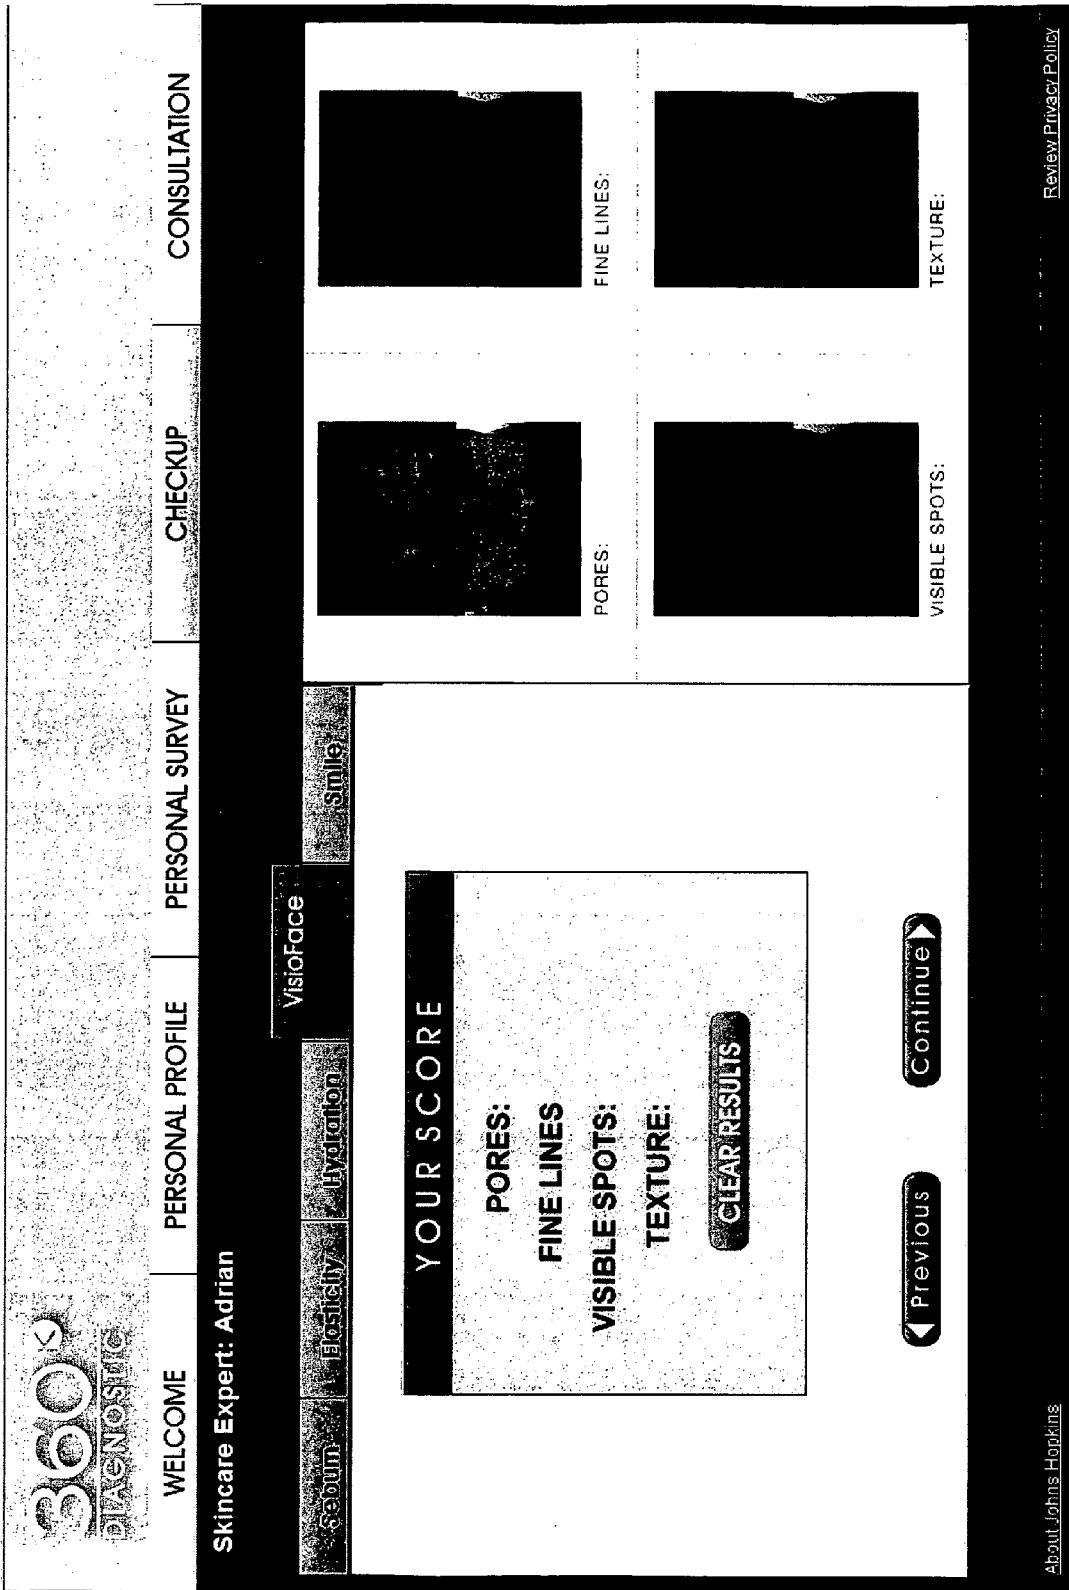 360
DIAGNOSTIC
WELCOME
PERSONAL PROFILE
PERSONAL SURVEY
CHECKUP
CONSULTATION
Skincare Expert: Adrian
Sebum
Elasticity
Hydration
VisioFace
Smile
YOUR SCORE
PORES:
FINE LINES
VISIBLE SPOTS:
TEXTURE:
CLEAR RESULTS
Previous
Continue
PORES:
FINE LINES:
VISIBLE SPOTS:
TEXTURE:
About Johns Hopkins
Review Privacy Policy